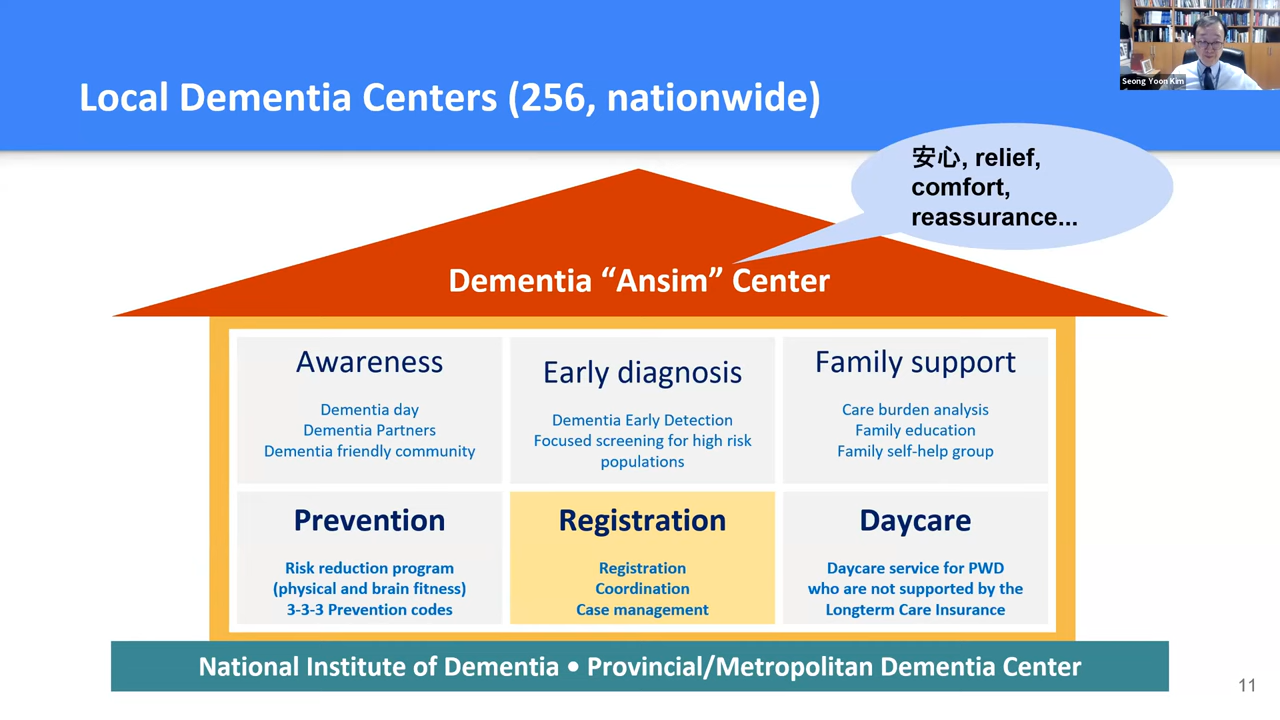 Local Dementia Centers (256, nationwide)
Seong Yoon Kim
安心, relief,
comfort,
reassurance...
Dementia “Ansim” Center
Awareness
Dementia day
Dementia Partners
Dementia friendly community
Early diagnosis
Dementia Early Detection
Focused screening for high risk
populations
Family support
Care burden analysis
Family education
Family self-help group
Prevention
Risk reduction program
(physical and brain fitness)
3-3-3 Prevention codes
Registration
Registration
Coordination
Case management
Daycare
Daycare service for PWD
who are not supported by the
Longterm Care Insurance
National Institute of Dementia • Provincial/Metropolitan Dementia Center
11